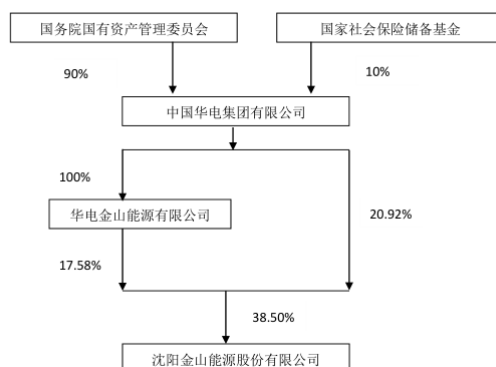 国务院国有资产管理委员会
国家社会保险储备基金
90%
10%
中国华电集团有限公司
100%
华电金山能源有限公司
20.92%
17.58%
38.50%
沈阳金山能源股份有限公司